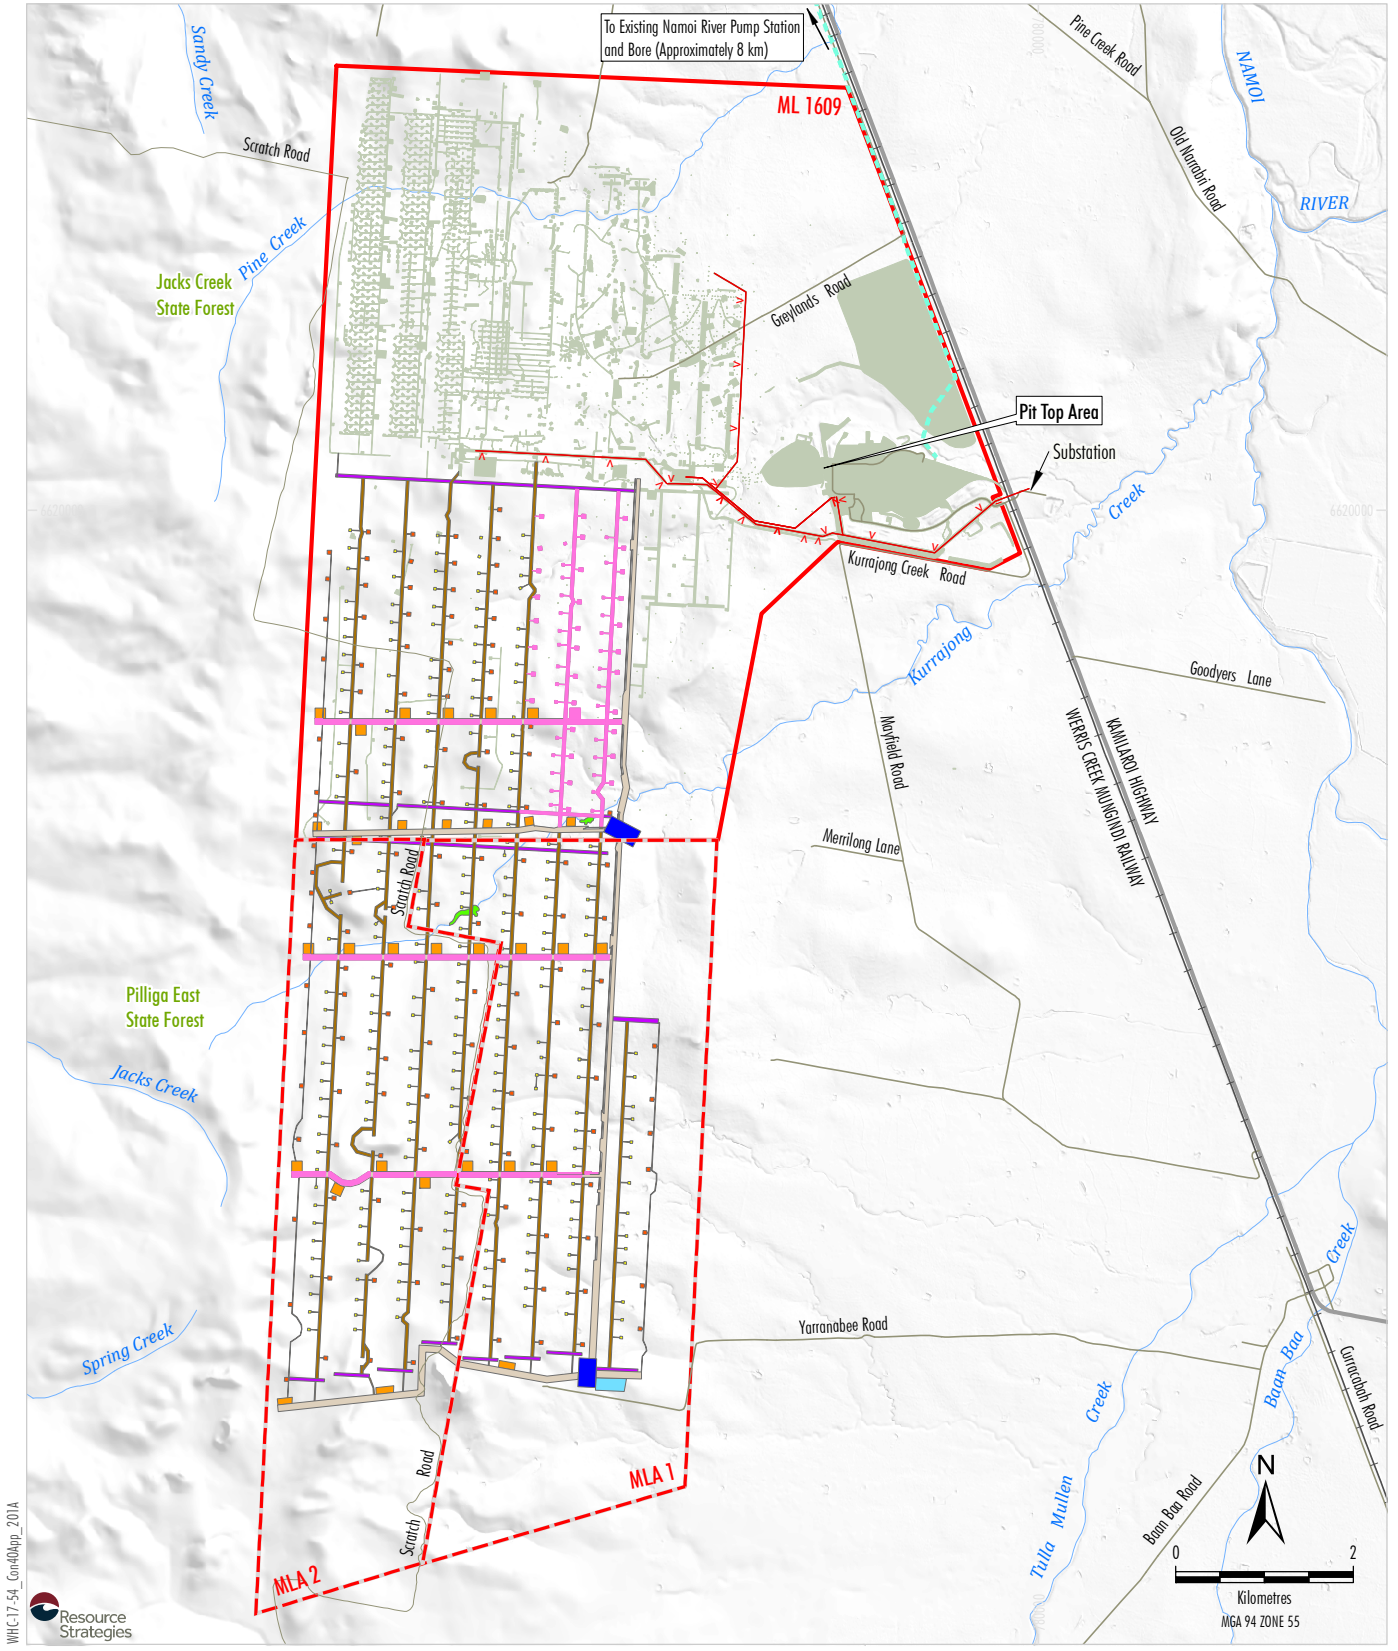 To Existing Namoi River Pump Station
and Bore (Approximately 8 km)
Pine Creek Road
NAMOI
Sandy Creek
ML 1609
Old Narrabri Road
Scratch Road
RIVER
Pine Creek
Jacks Creek
State Forest
Greylands Road
Pit Top Area
Substation
Creek
6620000
6620000
Kurrajong Creek Road
Kurrajong
Goodyers Lane
Mayfield Road
KAMILAROI HIGHWAY
WERRIS CREEK MUNGINDI RAILWAY
Merrilong Lane
Scratch Road
Pilliga East
State Forest
Jacks Creek
Creek
Spring Creek
Yarranabee Road
Baan Baa
Curracabah Road
Creek
Road
MLA 1
N
Tulla Mullen
Baan Baa Road
Scratch
0 2
Kilometres
MGA 94 ZONE 55
MLA 2
WHC-17-54_Con40App_201A
Resource
Strategies